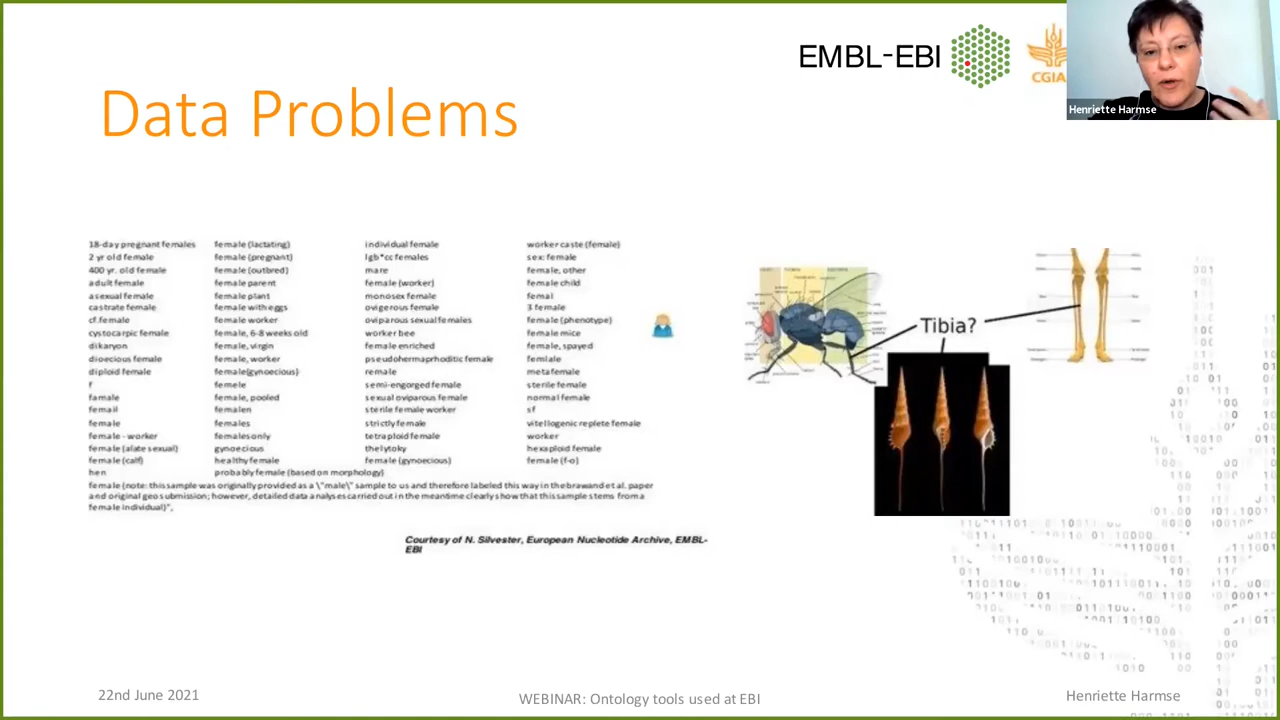 EMBL-EBI
CGIA
Henriette Harmse
Data Problems
18-day pregnant females female (lactating) individual female worker caste (female)
2 yr old female female (pregnant) lgb*cc females sex: female
400 yr. old female female (outbred) mare female, other
adult female female parent female (worker) female child
asexual female female plant monosex female femal
castrate female female with eggs ovigerous female 3 female
cf.female female worker oviparous sexual females female (phenotype)
cystocarpic female female, 6-8 weeks old worker bee female mice
dikaryon female, virgin female enriched female, spayed
dioecious female female, worker pseudohermaphroditic female femlale
diploid female female(gynoecious) remale metafemale
f femele semi-engorged female sterile female
famale female, pooled sexual oviparous female normal female
femail femalen sterile female worker sf
female females strictly female vitellogenic replete female
female - worker females only tetraploid female worker
female (alate sexual) gynoecious thelytoky hexaploid female
female (calf) healthy female female (gynoecious) female (f-o)
hen probably female (based on morphology)
female (note: this sample was originally provided as a \"male\" sample to us and therefore labeled this way in the brawand et al. paper
and original geo submission; however, detailed data analyses carried out in the meantime clearly show that this sample stems from a
female individual)",
Tibia?
Courtesy of N. Silvester, European Nucleotide Archive, EMBL-
EBI
22nd June 2021
WEBINAR: Ontology tools used at EBI
Henriette Harmse